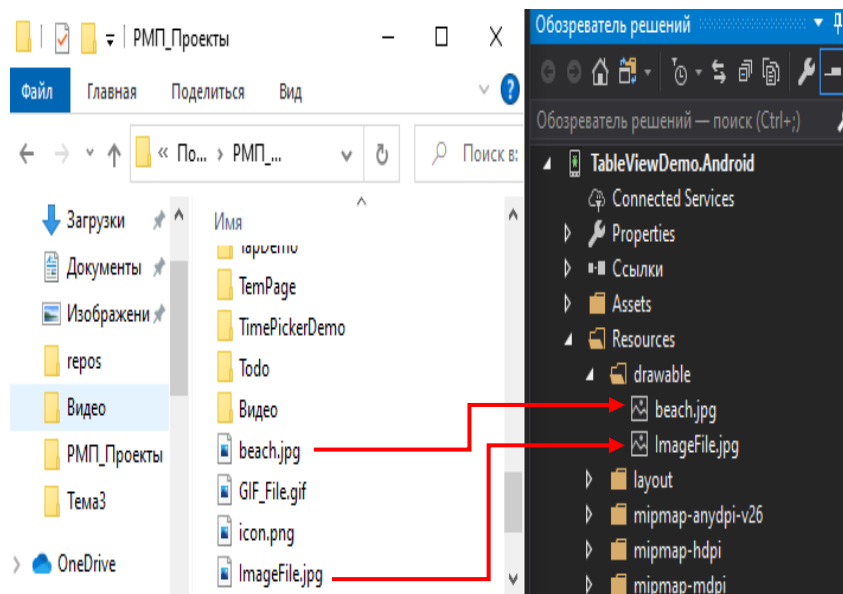 РМП_Проекты
Файл Главная Поделиться Вид
« По... › РМП_... Поиск в:
Загрузки
Документы
Изображени
repos
Видео
РМП_Проекты
Тема3
OneDrive
Имя
TapDemo
TemPage
TimePickerDemo
Todo
Видео
beach.jpg
GIF_File.gif
icon.png
ImageFile.jpg
Обозреватель решений
Обозреватель решений — поиск (Ctrl+;)
TableViewDemo.Android
Connected Services
Properties
Ссылки
Assets
Resources
drawable
beach.jpg
ImageFile.jpg
layout
mipmap-anydpi-v26
mipmap-hdpi
mipmap-mdpi